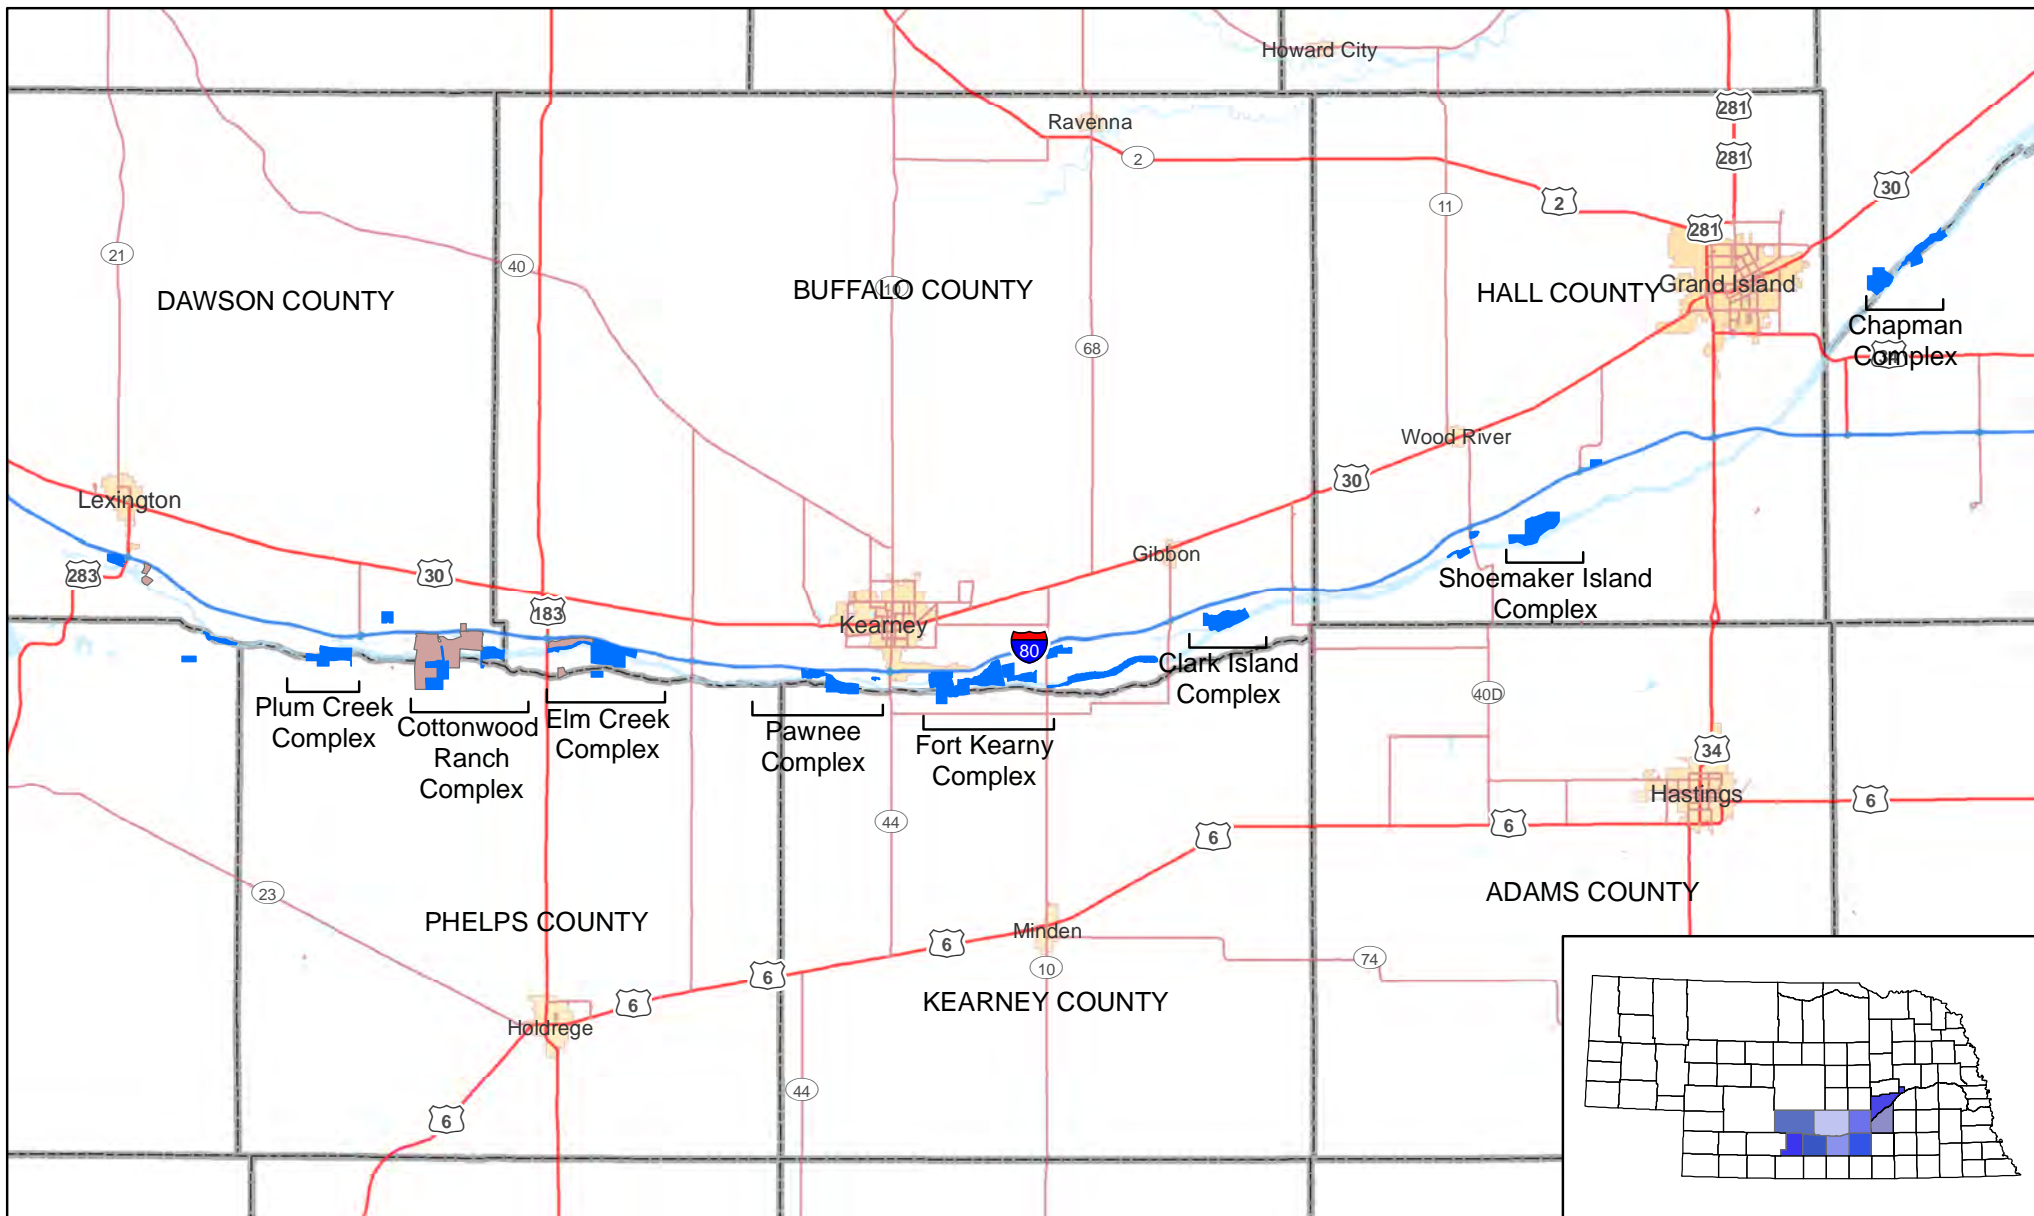 Howard City
281
Ravenna
2
281
30
11
2
281
21
40
DAWSON COUNTY
BUFFALO COUNTY
10
HALL COUNTY
Grand Island
68
Chapman
Complex
34
Wood River
30
Lexington
Gibbon
283
30
183
Shoemaker Island
Complex
Kearney
80
Clark Island
Complex
40D
Plum Creek
Complex
Cottonwood
Ranch
Complex
Elm Creek
Complex
Pawnee
Complex
Fort Kearny
Complex
34
Hastings
6
44
6
6
23
PHELPS COUNTY
ADAMS COUNTY
Minden
6
74
10
6
6
KEARNEY COUNTY
Holdrege
44
6